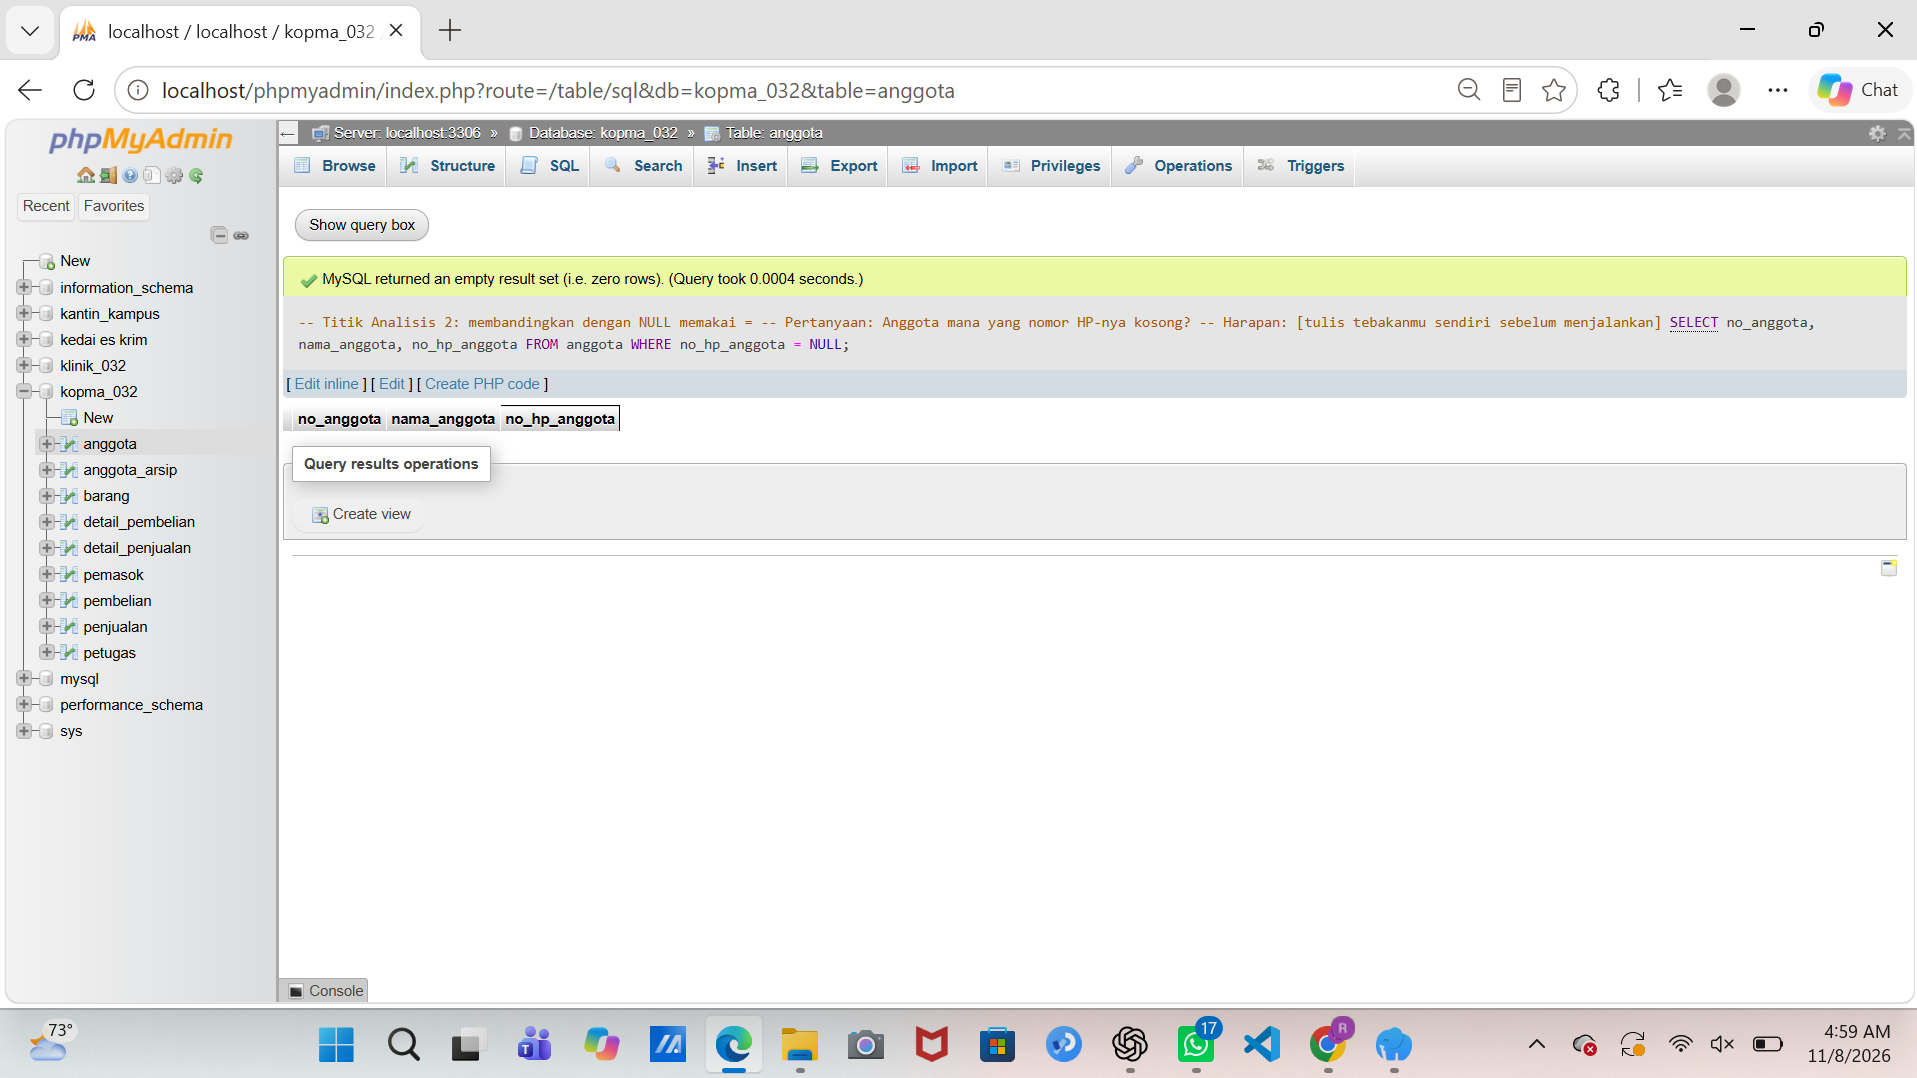 localhost / localhost / kopma_032
localhost/phpmyadmin/index.php?route=/table/sql&db=kopma_032&table=anggota
Chat
phpMyAdmin
Recent
Favorites
New
information_schema
kantin_kampus
kedai es krim
klinik_032
kopma_032
New
anggota
anggota_arsip
barang
detail_pembelian
detail_penjualan
pemasok
pembelian
penjualan
petugas
mysql
performance_schema
sys
Server: localhost:3306 » Database: kopma_032 » Table: anggota
Browse Structure SQL Search Insert Export Import Privileges Operations Triggers
Show query box
MySQL returned an empty result set (i.e. zero rows). (Query took 0.0004 seconds.)
-- Titik Analisis 2: membandingkan dengan NULL memakai = -- Pertanyaan: Anggota mana yang nomor HP-nya kosong? -- Harapan: [tulis tebakanmu sendiri sebelum menjalankan] SELECT no_anggota,
nama_anggota, no_hp_anggota FROM anggota WHERE no_hp_anggota = NULL;
[ Edit inline ] [ Edit ] [ Create PHP code ]
no_anggota nama_anggota no_hp_anggota
Query results operations
Create view
Console
73°
17
R
4:59 AM
11/8/2026